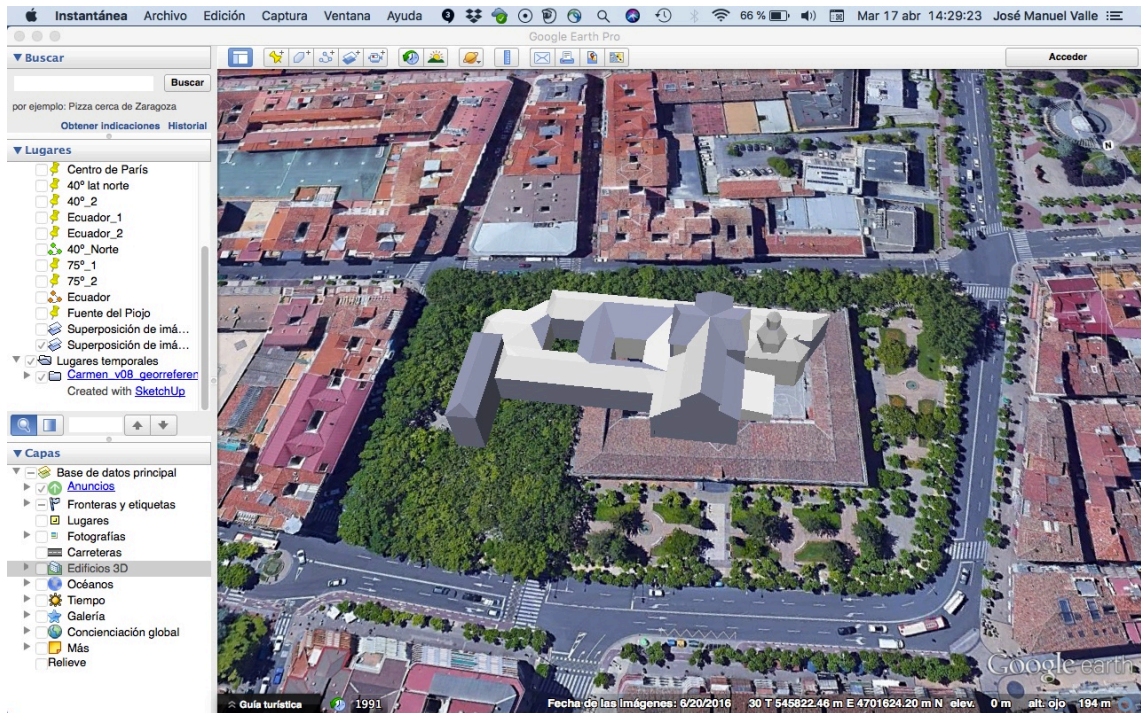 Instantánea Archivo Edición Captura Ventana Ayuda 66 % Mar 17 abr 14:29:23 José Manuel Valle
Google Earth Pro
Buscar
Acceder
Buscar
por ejemplo: Pizza cerca de Zaragoza
Obtener indicaciones Historial
Lugares
Centro de París
40º lat norte
40º_2
Ecuador_1
Ecuador_2
40º_Norte
75º_1
75º_2
Ecuador
Fuente del Piojo
Superposición de imá...
Superposición de imá...
Lugares temporales
Carmen_v08_georreferen
Created with SketchUp
Capas
Base de datos principal
Anuncios
Fronteras y etiquetas
Lugares
Fotografías
Carreteras
Edificios 3D
Océanos
Tiempo
Galería
Concienciación global
Más
Relieve
N
Google earth
Guía turística 1991 Fecha de las imágenes: 6/20/2016 30 T 545822.46 m E 4701624.20 m N elev. 0 m alt. ojo 194 m